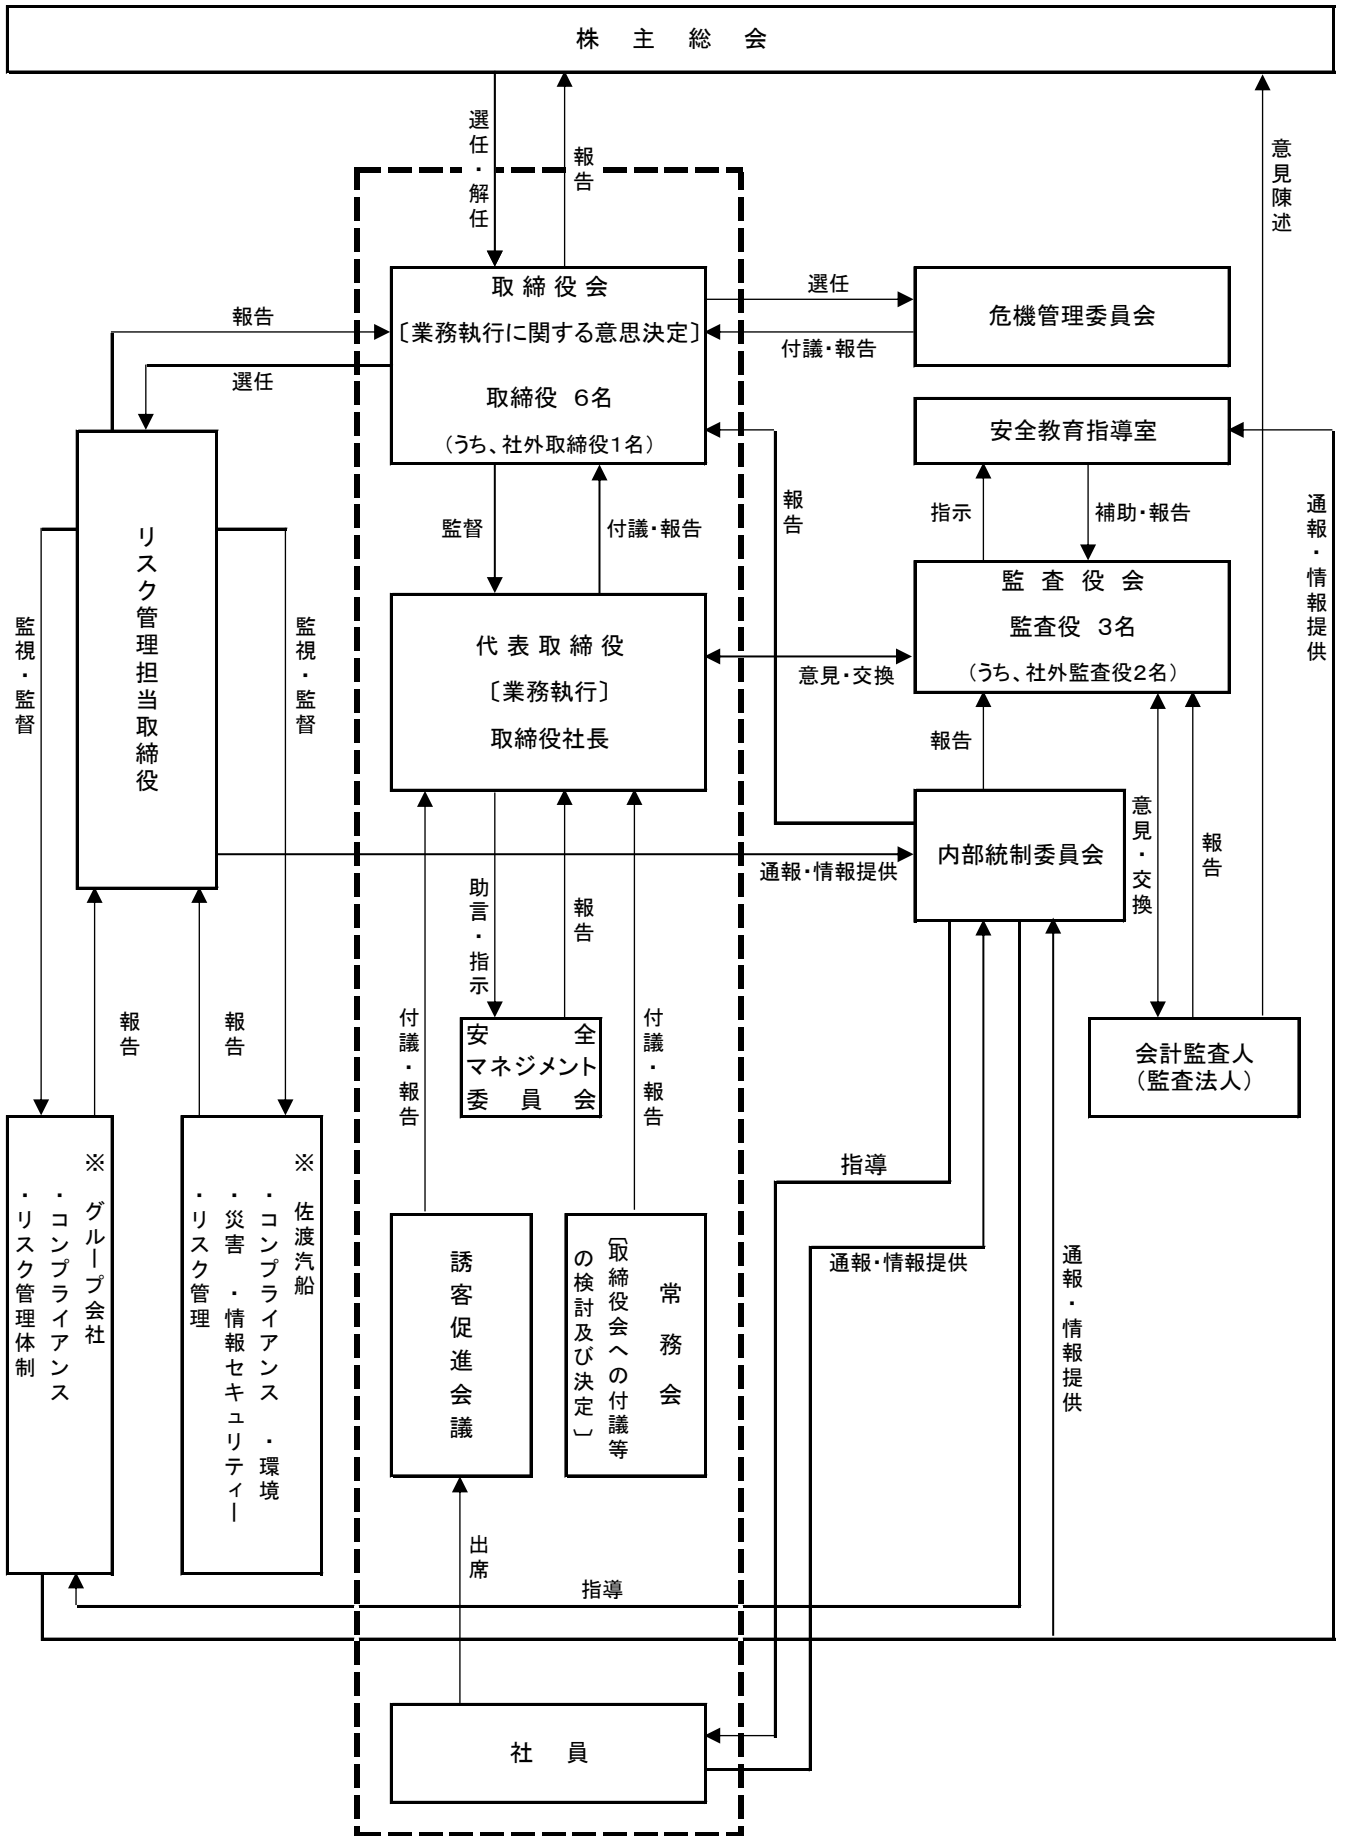 株主総会
選任・解任
報告
意見陳述
取締役会
〔業務執行に関する意思決定〕
取締役 6名
（うち、社外取締役1名）
選任
付議・報告
危機管理委員会
報告
選任
安全教育指導室
指示
補助・報告
報告
通報・情報提供
監督
付議・報告
リスク管理担当取締役
監視・監督
監視・監督
代表取締役
〔業務執行〕
取締役社長
意見・交換
監査役会
監査役 3名
（うち、社外監査役2名）
報告
意見・交換
報告
内部統制委員会
通報・情報提供
助言・指示
報告
付議・報告
付議・報告
報告
報告
安全
マネジメント
委員会
会計監査人
（監査法人）
※ グループ会社
・コンプライアンス
・リスク管理体制
※ 佐渡汽船
・コンプライアンス ・環境
・災害 ・情報セキュリティー
・リスク管理
誘客促進会議
常務会
〔取締役会への付議等
の検討及び決定〕
指導
通報・情報提供
通報・情報提供
出席
指導
社員